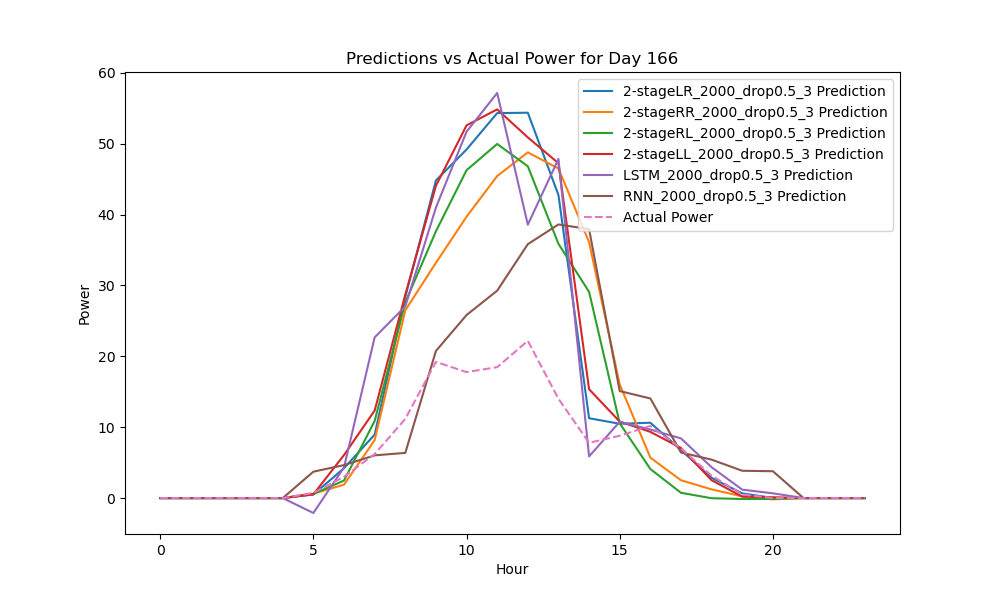 Predictions vs Actual Power for Day 166
60
50
40
30
20
10
0
Power
0 5 10 15 20
Hour
2-stageLR_2000_drop0.5_3 Prediction
2-stageRR_2000_drop0.5_3 Prediction
2-stageRL_2000_drop0.5_3 Prediction
2-stageLL_2000_drop0.5_3 Prediction
LSTM_2000_drop0.5_3 Prediction
RNN_2000_drop0.5_3 Prediction
Actual Power